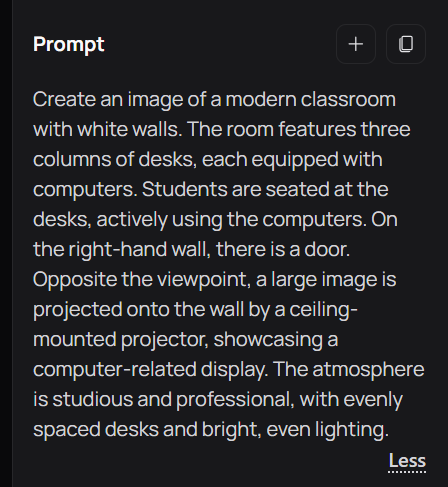 Prompt
Create an image of a modern classroom
with white walls. The room features three
columns of desks, each equipped with
computers. Students are seated at the
desks, actively using the computers. On
the right-hand wall, there is a door.
Opposite the viewpoint, a large image is
projected onto the wall by a ceiling-
mounted projector, showcasing a
computer-related display. The atmosphere
is studious and professional, with evenly
spaced desks and bright, even lighting.
Less